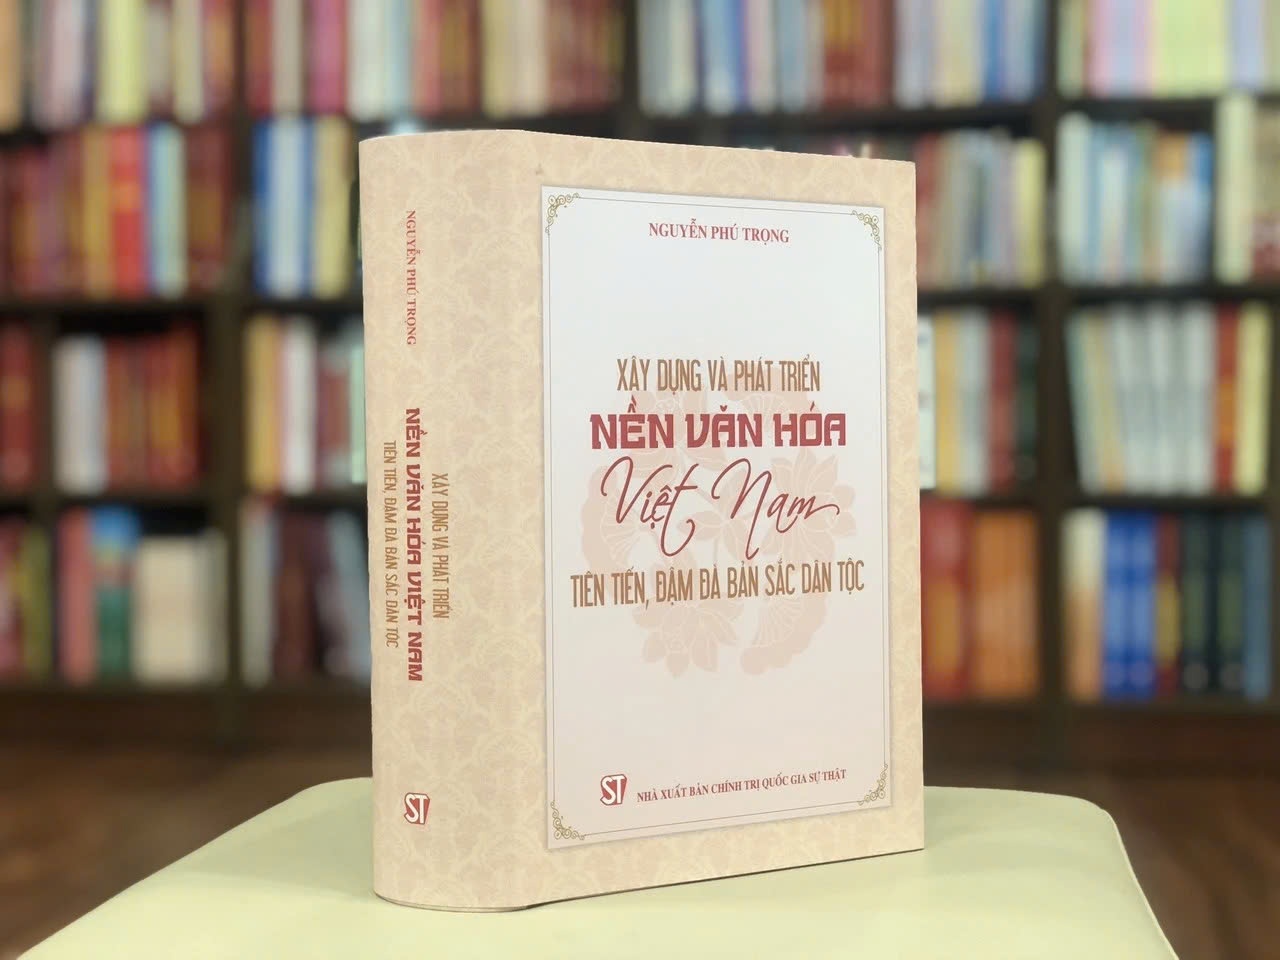 NGUYỄN PHÚ TRỌNG
XÂY DỰNG VÀ PHÁT TRIỂN
NỀN VĂN HÓA VIỆT NAM
TIÊN TIẾN, ĐẬM ĐÀ BẢN SẮC DÂN TỘC
ST
NGUYỄN PHÚ TRỌNG
XÂY DỰNG VÀ PHÁT TRIỂN
NỀN VĂN HÓA
Việt Nam
TIÊN TIẾN, ĐẬM ĐÀ BẢN SẮC DÂN TỘC
ST NHÀ XUẤT BẢN CHÍNH TRỊ QUỐC GIA SỰ THẬT